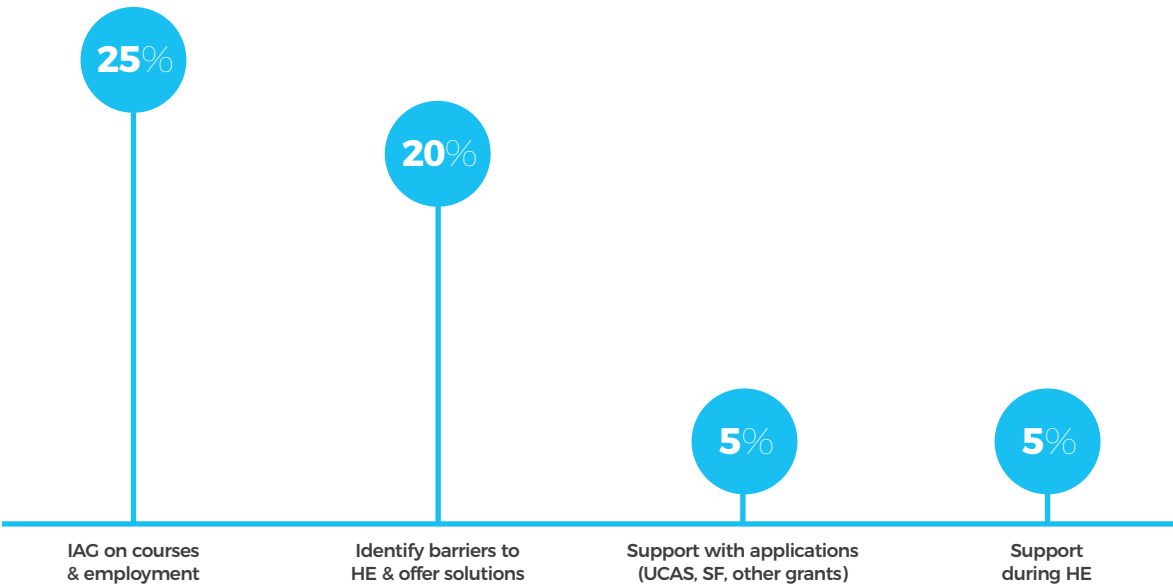 25%
20%
5%
5%
IAG on courses
& employment
Identify barriers to
HE & offer solutions
Support with applications
(UCAS, SF, other grants)
Support
during HE